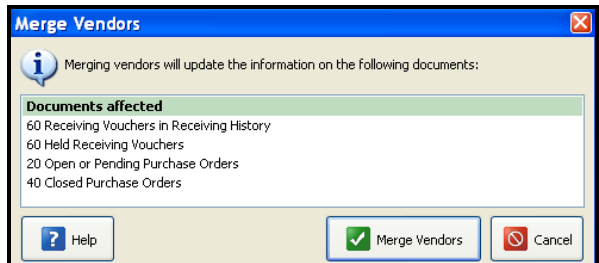 Merge Vendors
Merging vendors will update the information on the following documents:
Documents affected
60 Receiving Vouchers in Receiving History
60 Held Receiving Vouchers
20 Open or Pending Purchase Orders
40 Closed Purchase Orders
Help Merge Vendors Cancel